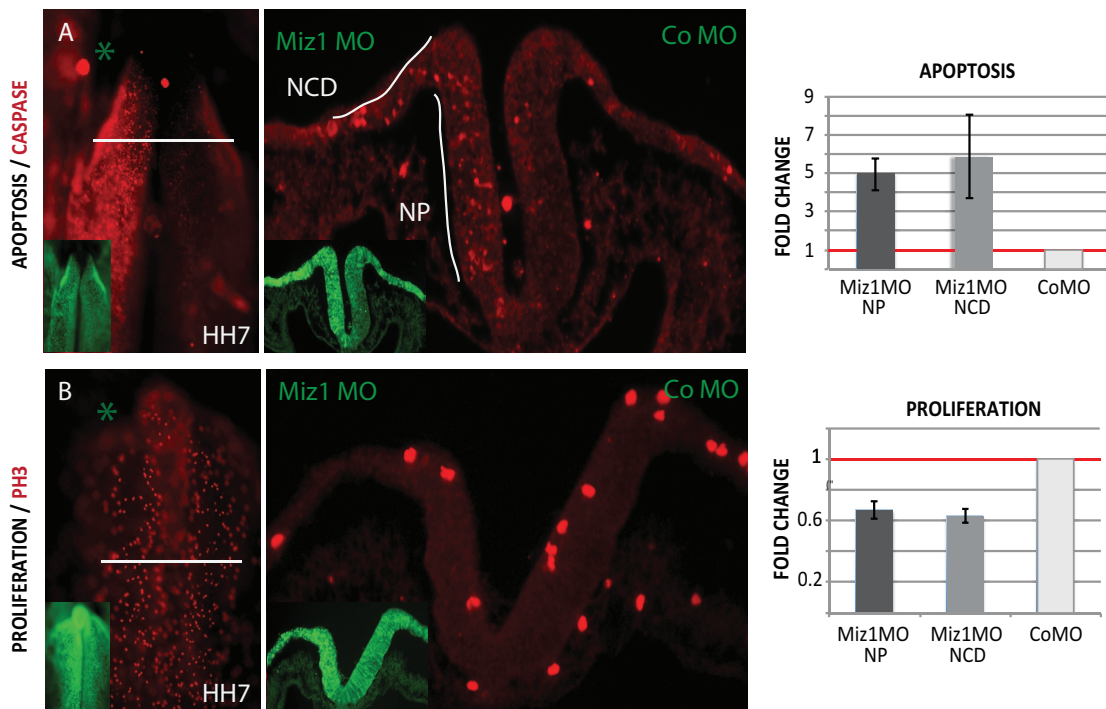 APOPTOSIS / CASPASE
A
*
HH7
Miz1 MO
Co MO
NCD
NP
APOPTOSIS
FOLD CHANGE
9
7
5
3
1
Miz1MO NP
Miz1MO NCD
CoMO
PROLIFERATION / PH3
B
*
HH7
Miz1 MO
Co MO
PROLIFERATION
FOLD CHANGE
1
0.6
0.2
Miz1MO NP
Miz1MO NCD
CoMO